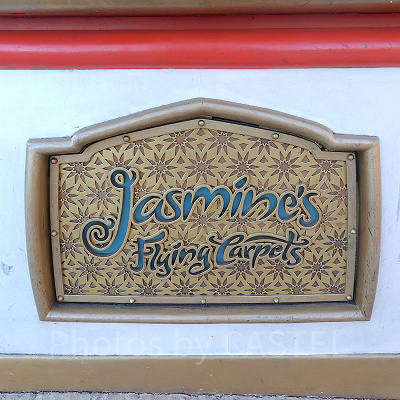 Jasmine's
Flying Carpets
Photos by CASTEL